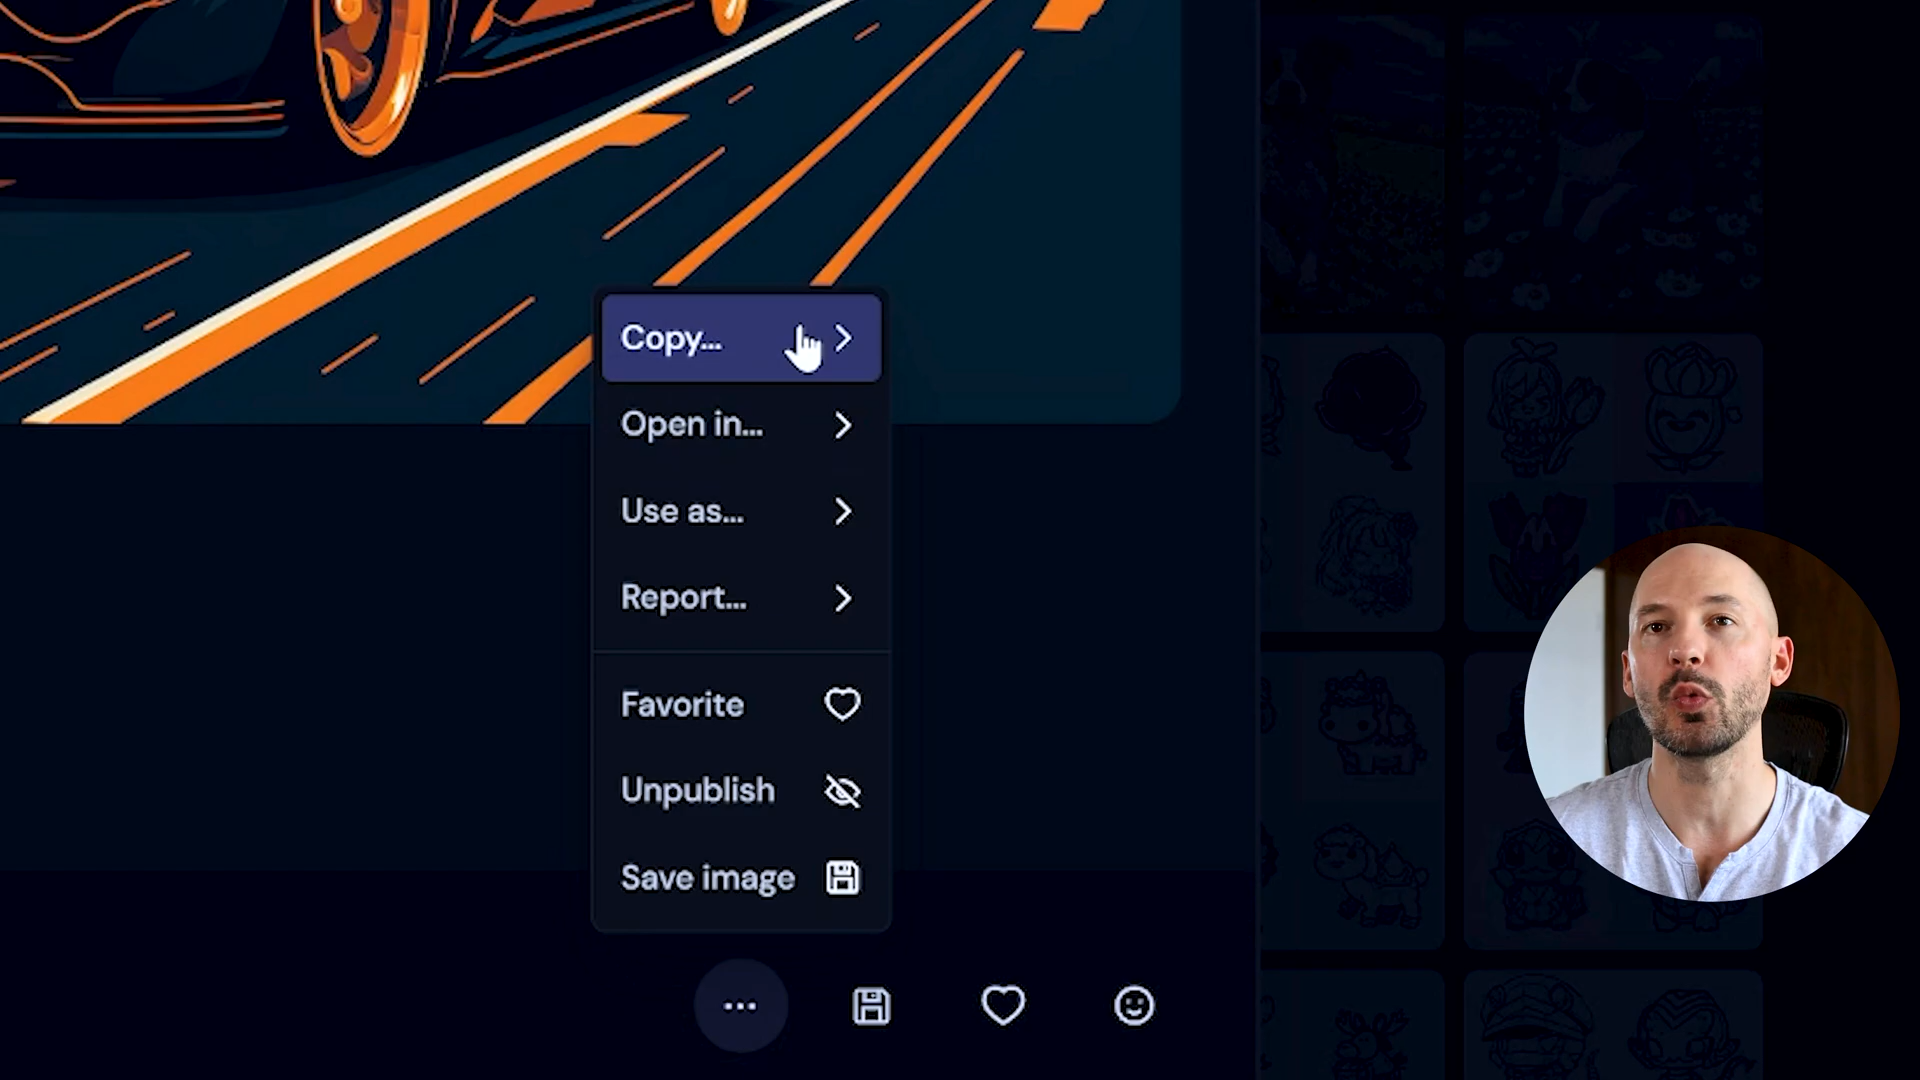 Copy...
Open in...
Use as...
Report...
Favorite
Unpublish
Save image